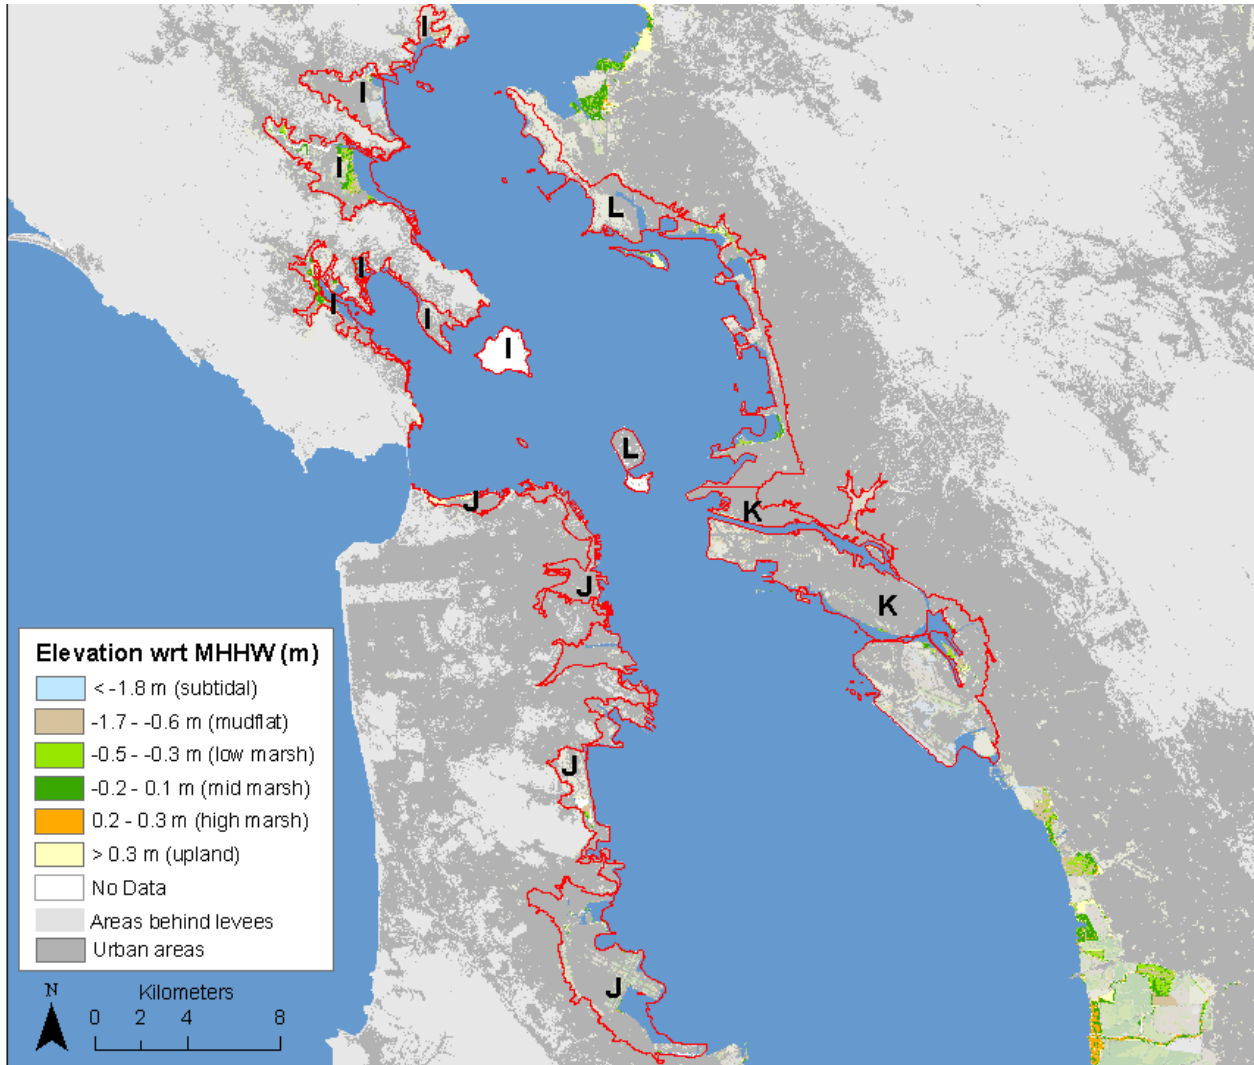 I
I
I
L
I
I
I
I
L
J
K
J
K
J
J
Elevation wrt MHHW (m)
< -1.8 m (subtidal)
-1.7 - -0.6 m (mudflat)
-0.5 - -0.3 m (low marsh)
-0.2 - 0.1 m (mid marsh)
0.2 - 0.3 m (high marsh)
> 0.3 m (upland)
No Data
Areas behind levees
Urban areas
N
Kilometers
0 2 4 8